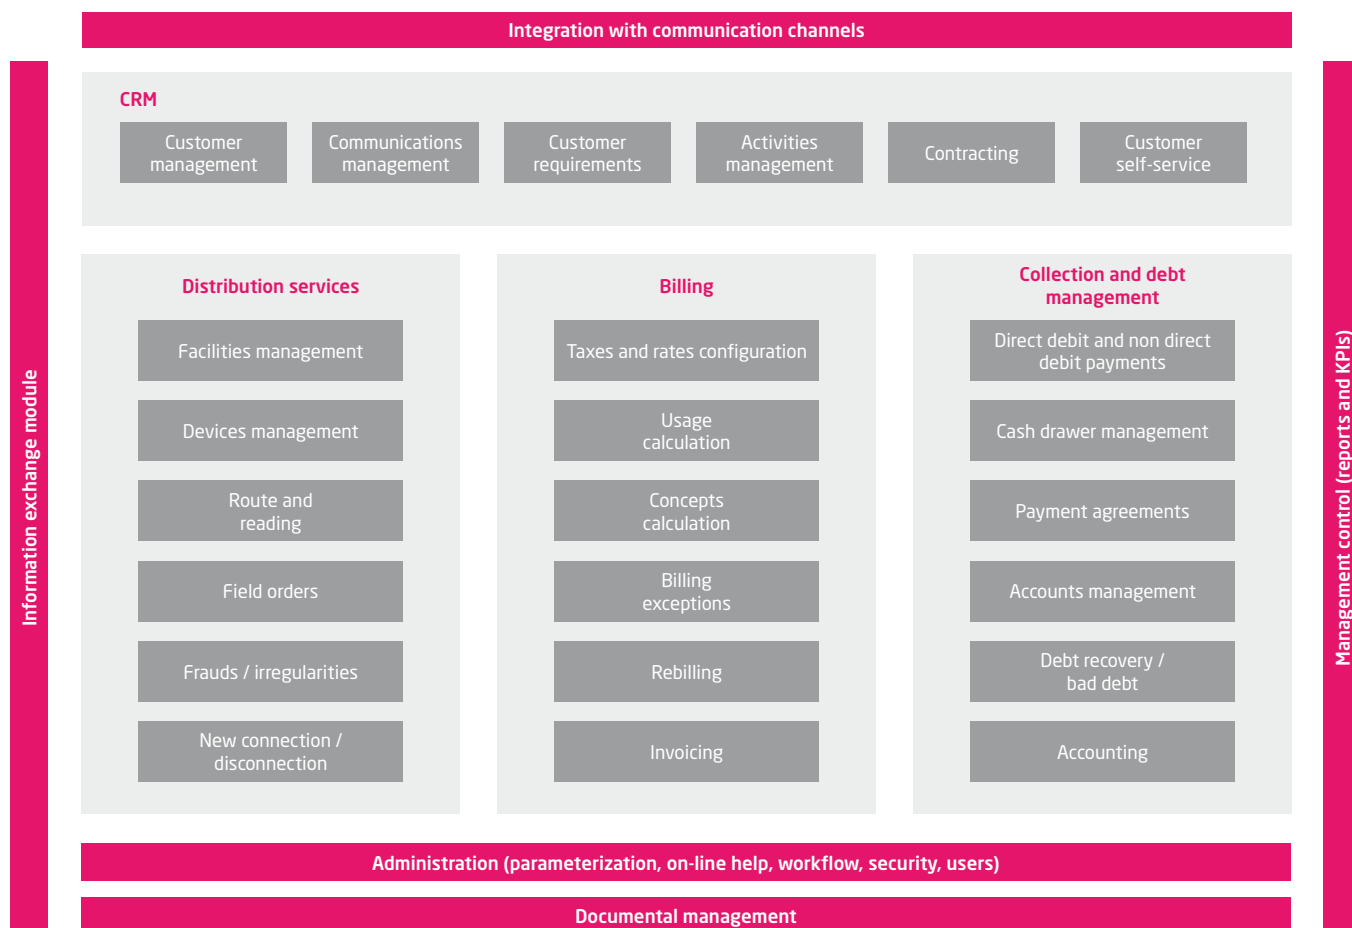 Integration with communication channels
Information exchange module
CRM
Customer
management
Communications
management
Customer
requirements
Activities
management
Contracting
Customer
self-service
Distribution services
Facilities management
Devices management
Route and
reading
Field orders
Frauds / irregularities
New connection /
disconnection
Billing
Taxes and rates configuration
Usage
calculation
Concepts
calculation
Billing
exceptions
Rebilling
Invoicing
Collection and debt
management
Direct debit and non direct
debit payments
Cash drawer management
Payment agreements
Accounts management
Debt recovery /
bad debt
Accounting
Management control (reports and KPIs)
Administration (parameterization, on-line help, workflow, security, users)
Documental management